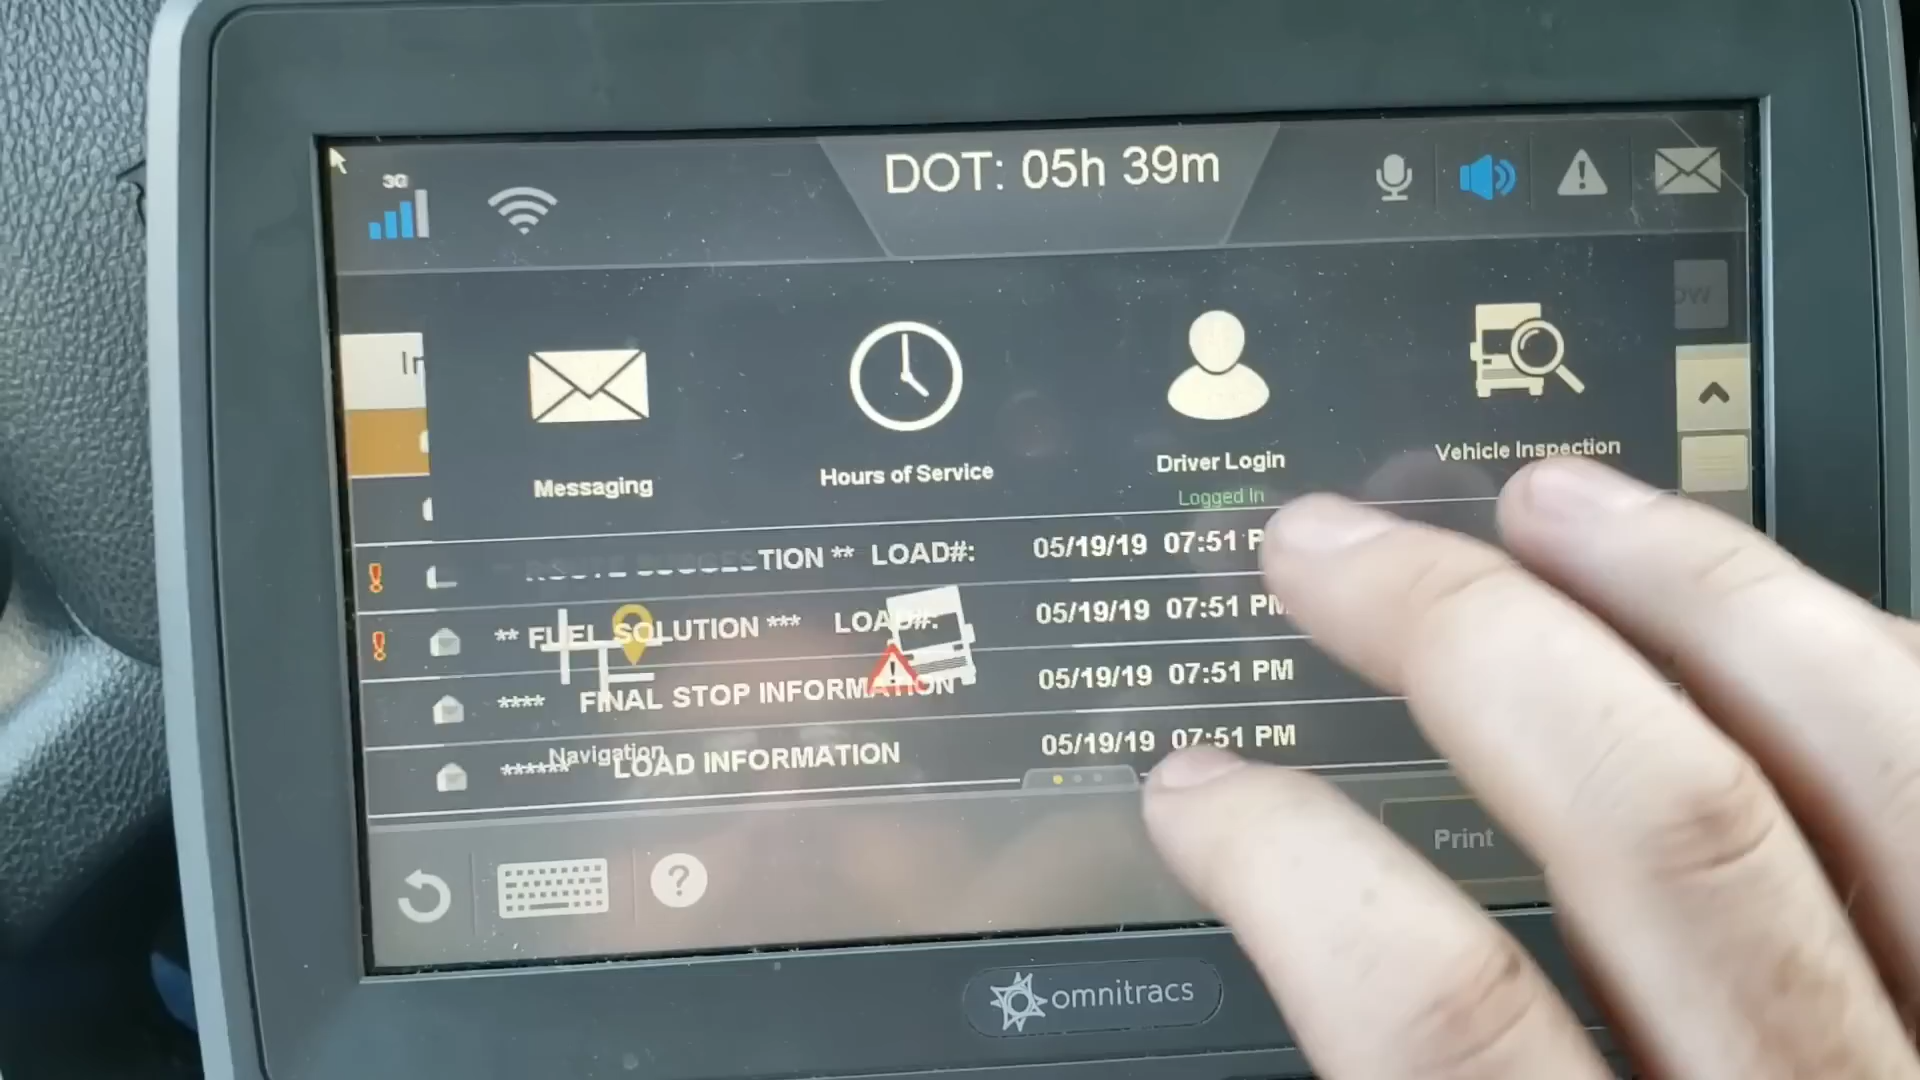 3G
DOT: 05h 39m
In
Messaging
Hours of Service
Driver Login
Logged In
Vehicle Inspection
TION ** LOAD#: 05/19/19 07:51 P
** FUEL SOLUTION *** LOAD#: 05/19/19 07:51 PM
**** FINAL STOP INFORMATION 05/19/19 07:51 PM
Navigation
****** LOAD INFORMATION 05/19/19 07:51 PM
Print
?
omnitracs